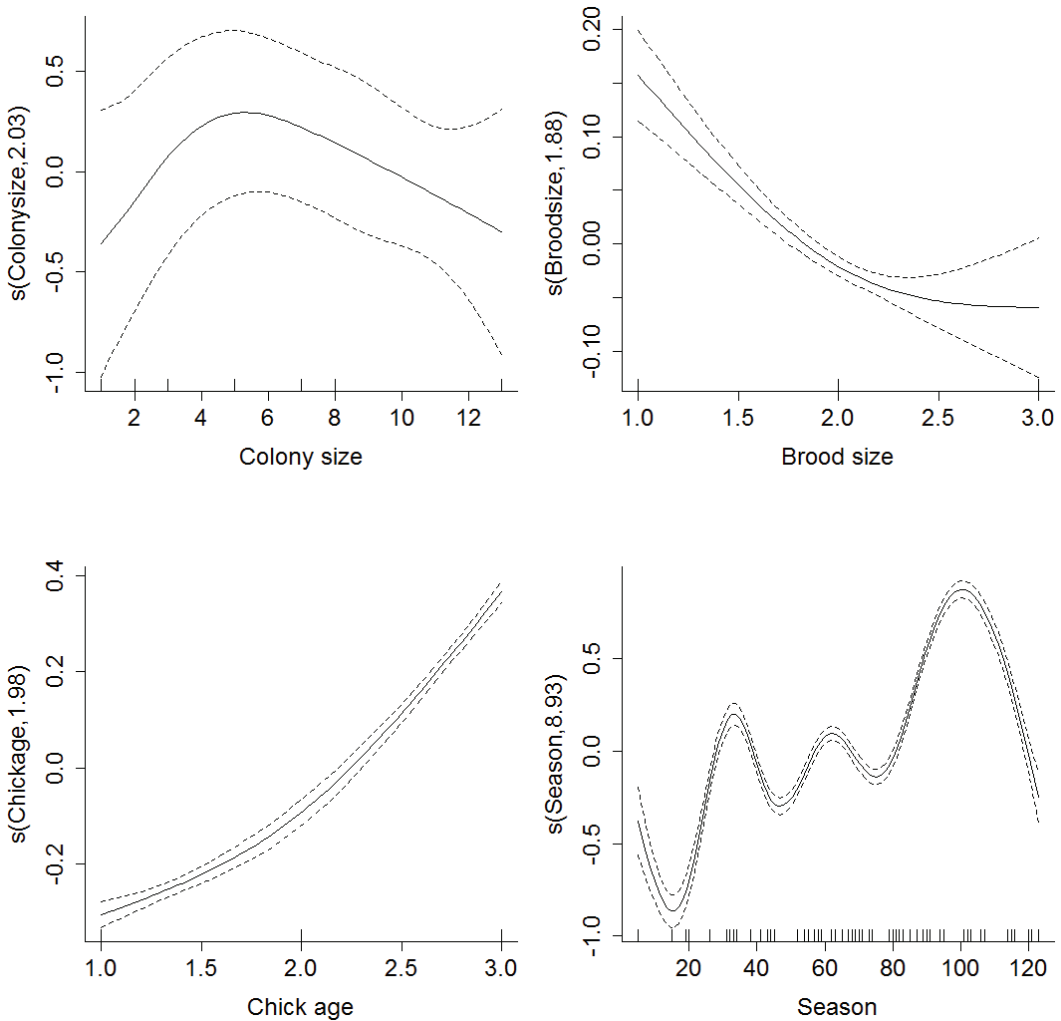 s(Colonysize,2.03)
0.5
0.0
-0.5
-1.0
2 4 6 8 10 12
Colony size
s(Broodsize,1.88)
0.20
0.10
0.00
-0.10
1.0 1.5 2.0 2.5 3.0
Brood size
s(Chickage,1.98)
0.4
0.2
0.0
-0.2
1.0 1.5 2.0 2.5 3.0
Chick age
s(Season,8.93)
0.5
0.0
-0.5
-1.0
20 40 60 80 100 120
Season